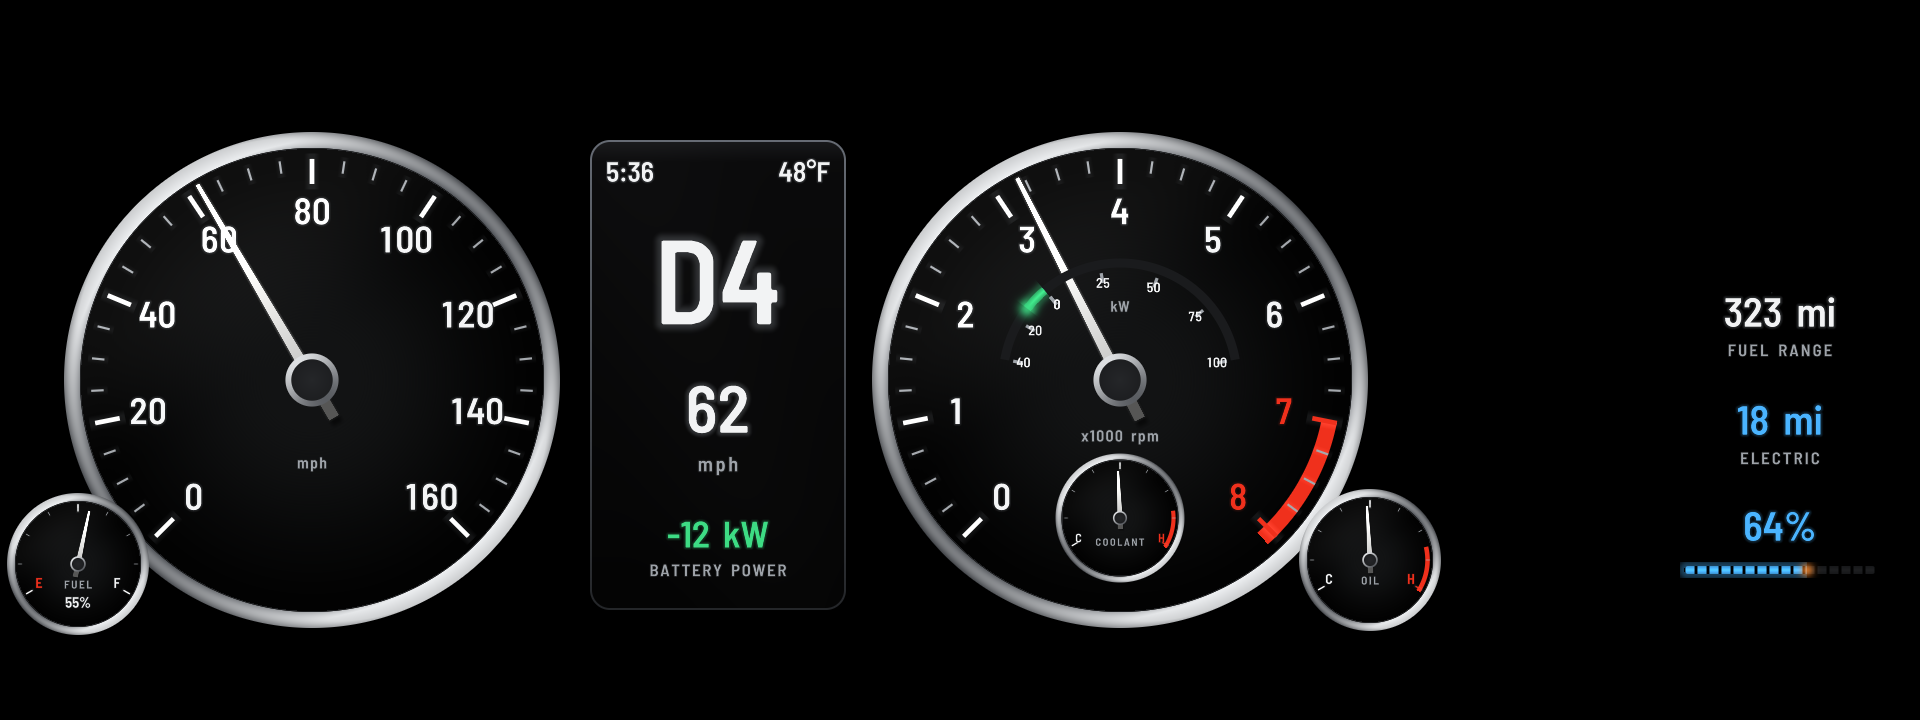 0
20
40
60
80
100
120
140
160
mph
E
FUEL
F
55%
5:36
48°F
D4
62
mph
-12 kW
BATTERY POWER
0
1
2
3
4
5
6
7
8
x1000 rpm
40
20
0
25
50
75
100
kW
C
COOLANT
H
C
OIL
H
323 mi
FUEL RANGE
18 mi
ELECTRIC
64%